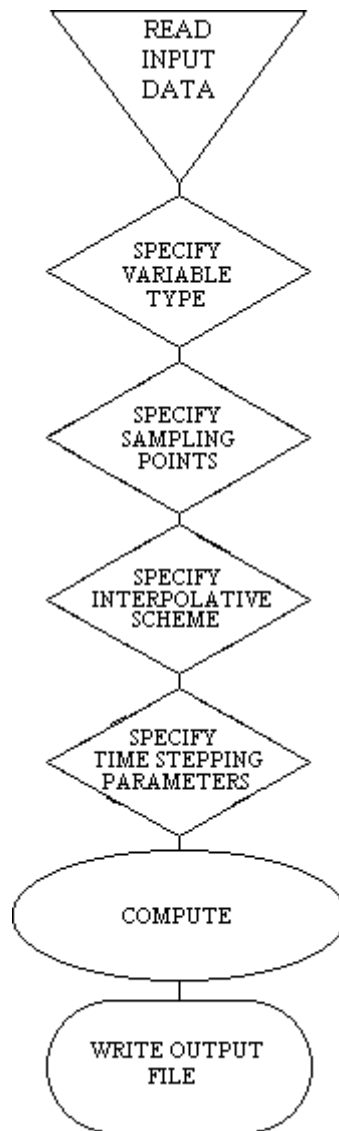 READ
INPUT
DATA
SPECIFY
VARIABLE
TYPE
SPECIFY
SAMPLING
POINTS
SPECIFY
INTERPOLATIVE
SCHEME
SPECIFY
TIME STEPPING
PARAMETERS
COMPUTE
WRITE OUTPUT
FILE